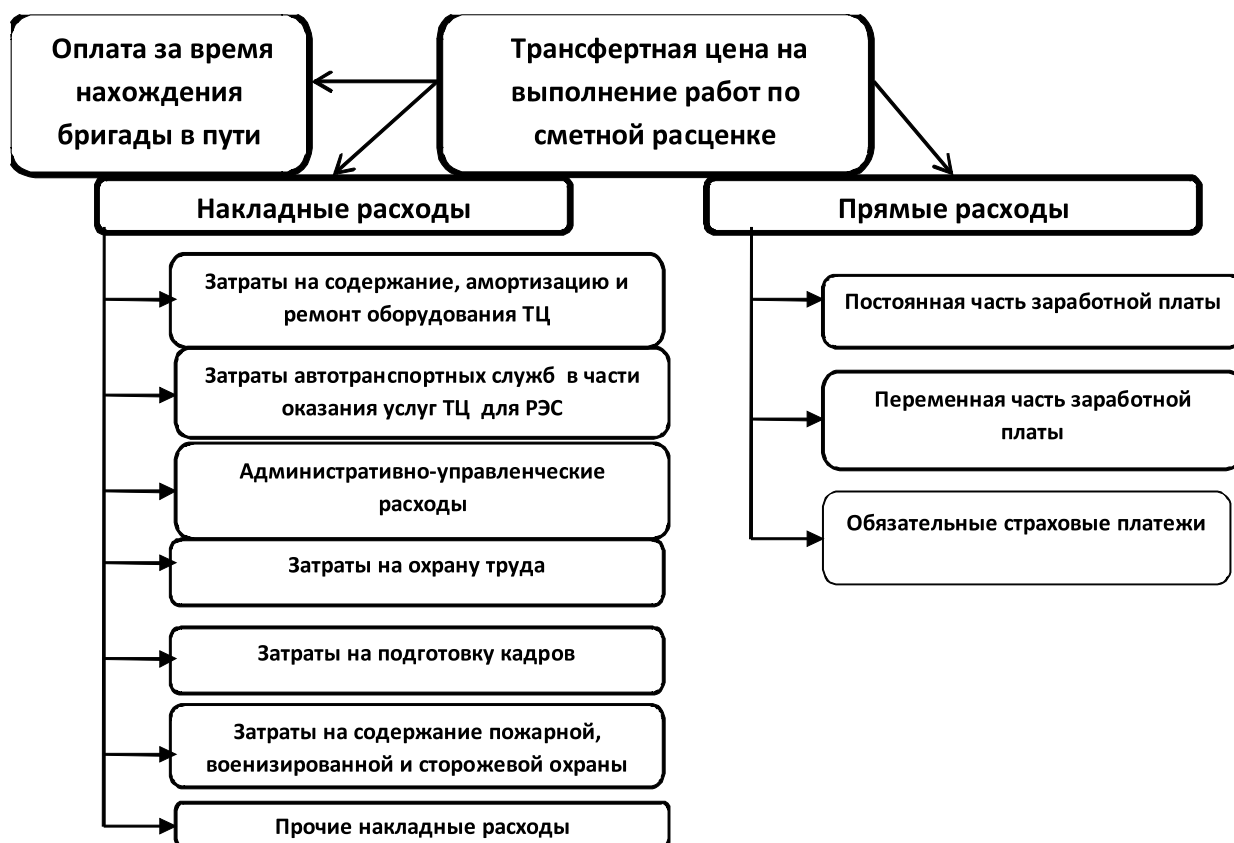 Оплата за время
нахождения
бригады в пути
Трансфертная цена на
выполнение работ по
сметной расценке
Накладные расходы
Затраты на содержание, амортизацию и
ремонт оборудования ТЦ
Затраты автотранспортных служб в части
оказания услуг ТЦ для РЭС
Административно-управленческие
расходы
Затраты на охрану труда
Затраты на подготовку кадров
Затраты на содержание пожарной,
военизированной и сторожевой охраны
Прочие накладные расходы
Прямые расходы
Постоянная часть заработной платы
Переменная часть заработной
платы
Обязательные страховые платежи